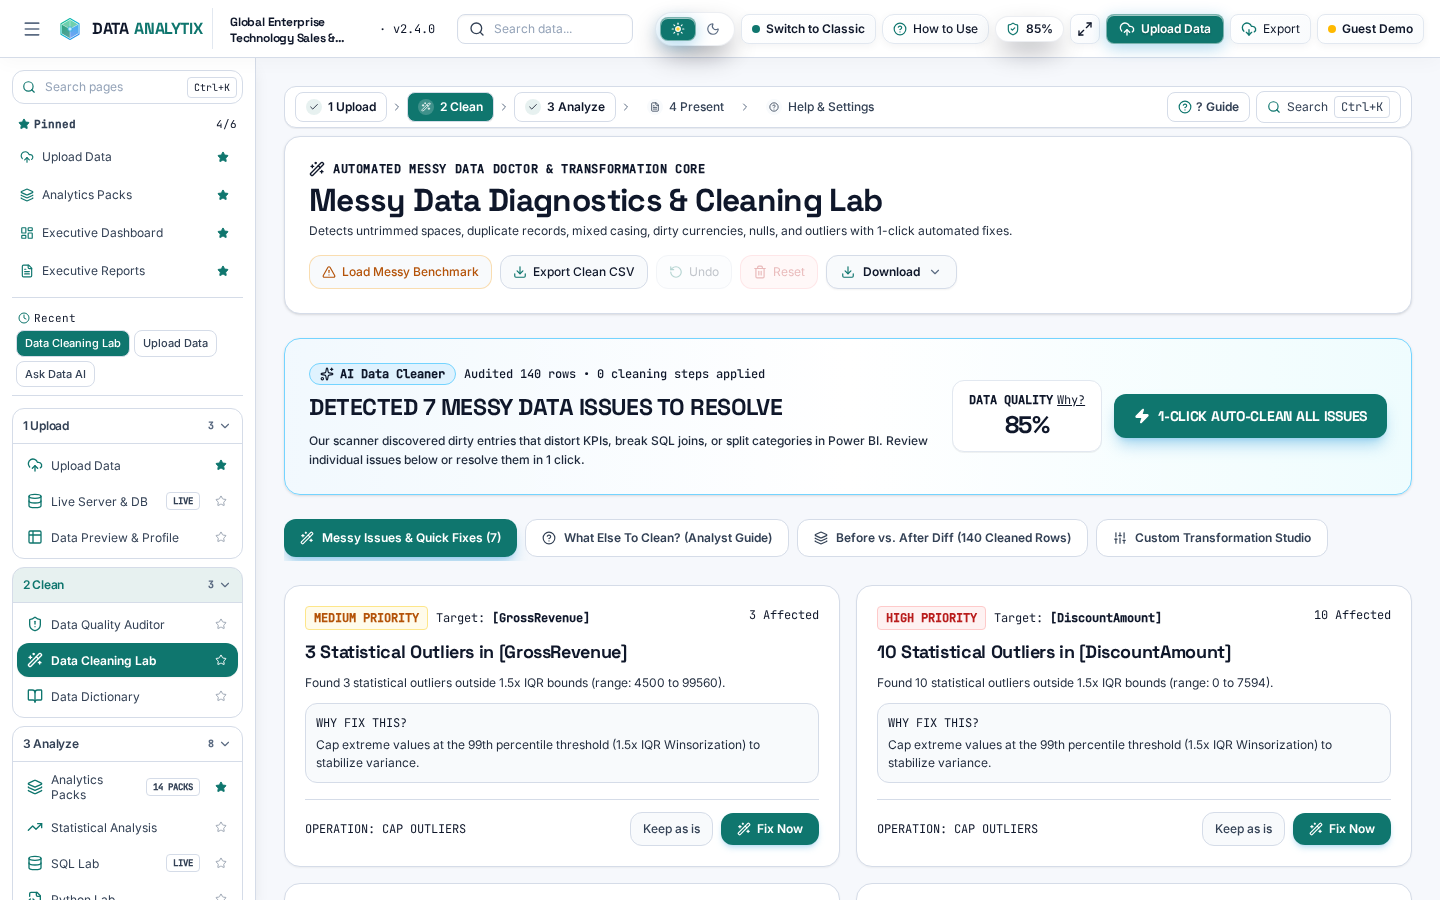 DATA ANALYTIX
Global Enterprise
Technology Sales &...
· v2.4.0
Search data...
Switch to Classic
How to Use
85%
Upload Data
Export
Guest Demo
Search pages
Ctrl+K
Pinned
4/6
Upload Data
Analytics Packs
Executive Dashboard
Executive Reports
Recent
Data Cleaning Lab
Upload Data
Ask Data AI
1 Upload
3
Upload Data
Live Server & DB
LIVE
Data Preview & Profile
2 Clean
3
Data Quality Auditor
Data Cleaning Lab
Data Dictionary
3 Analyze
8
Analytics
Packs
14 PACKS
Statistical Analysis
SQL Lab
LIVE
Python Lab
1 Upload
2 Clean
3 Analyze
4 Present
Help & Settings
? Guide
Search
Ctrl+K
AUTOMATED MESSY DATA DOCTOR & TRANSFORMATION CORE
Messy Data Diagnostics & Cleaning Lab
Detects untrimmed spaces, duplicate records, mixed casing, dirty currencies, nulls, and outliers with 1-click automated fixes.
Load Messy Benchmark
Export Clean CSV
Undo
Reset
Download
AI Data Cleaner
Audited 140 rows • 0 cleaning steps applied
DETECTED 7 MESSY DATA ISSUES TO RESOLVE
Our scanner discovered dirty entries that distort KPIs, break SQL joins, or split categories in Power BI. Review
individual issues below or resolve them in 1 click.
DATA QUALITY Why?
85%
1-CLICK AUTO-CLEAN ALL ISSUES
Messy Issues & Quick Fixes (7)
What Else To Clean? (Analyst Guide)
Before vs. After Diff (140 Cleaned Rows)
Custom Transformation Studio
MEDIUM PRIORITY
Target: [GrossRevenue]
3 Affected
3 Statistical Outliers in [GrossRevenue]
Found 3 statistical outliers outside 1.5x IQR bounds (range: 4500 to 99560).
WHY FIX THIS?
Cap extreme values at the 99th percentile threshold (1.5x IQR Winsorization) to
stabilize variance.
OPERATION: CAP OUTLIERS
Keep as is
Fix Now
HIGH PRIORITY
Target: [DiscountAmount]
10 Affected
10 Statistical Outliers in [DiscountAmount]
Found 10 statistical outliers outside 1.5x IQR bounds (range: 0 to 7594).
WHY FIX THIS?
Cap extreme values at the 99th percentile threshold (1.5x IQR Winsorization) to
stabilize variance.
OPERATION: CAP OUTLIERS
Keep as is
Fix Now